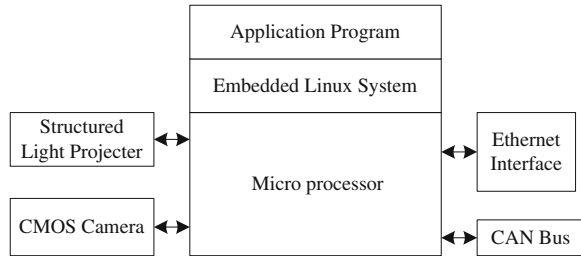 Application Program
Embedded Linux System
Structured
Light Projecter
Micro processor
Ethernet
Interface
CMOS Camera
CAN Bus